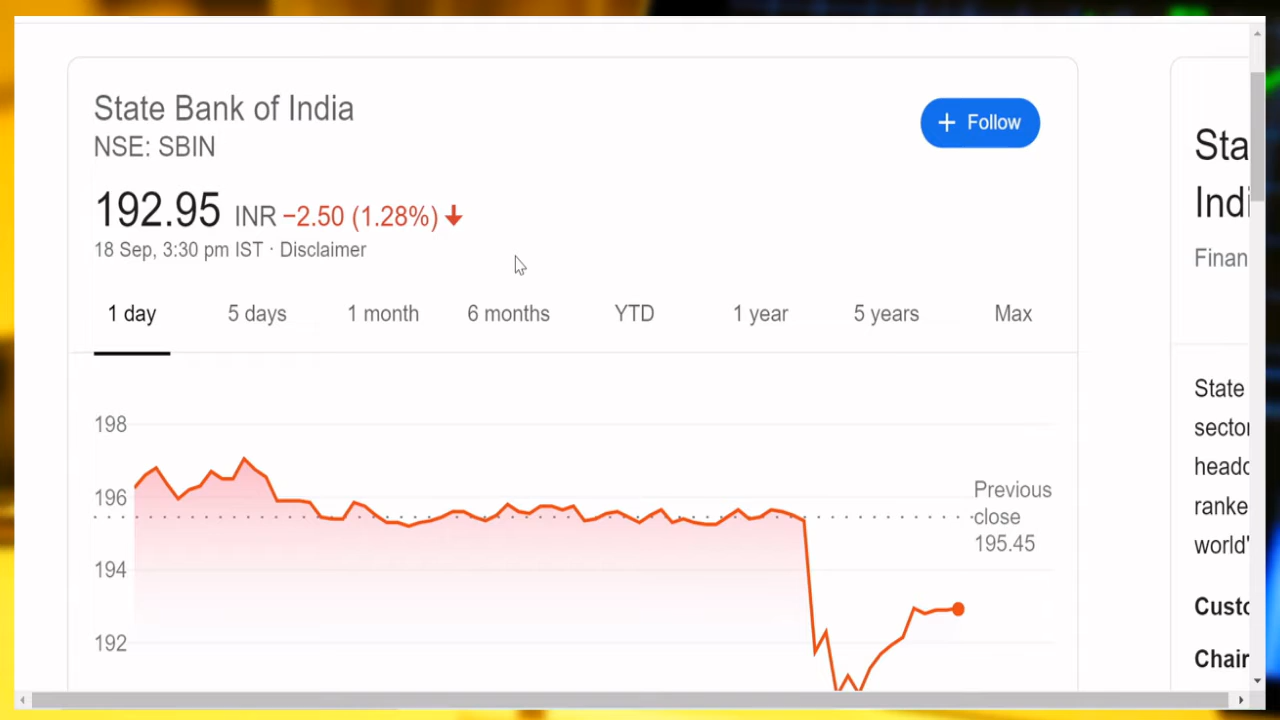 State Bank of India
NSE: SBIN
+ Follow
192.95 INR −2.50 (1.28%)
18 Sep, 3:30 pm IST · Disclaimer
1 day 5 days 1 month 6 months YTD 1 year 5 years Max
198
196
194
192
Previous
close
195.45
Sta
Indi
Finan
State
sector
headq
ranke
world'
Custo
Chair